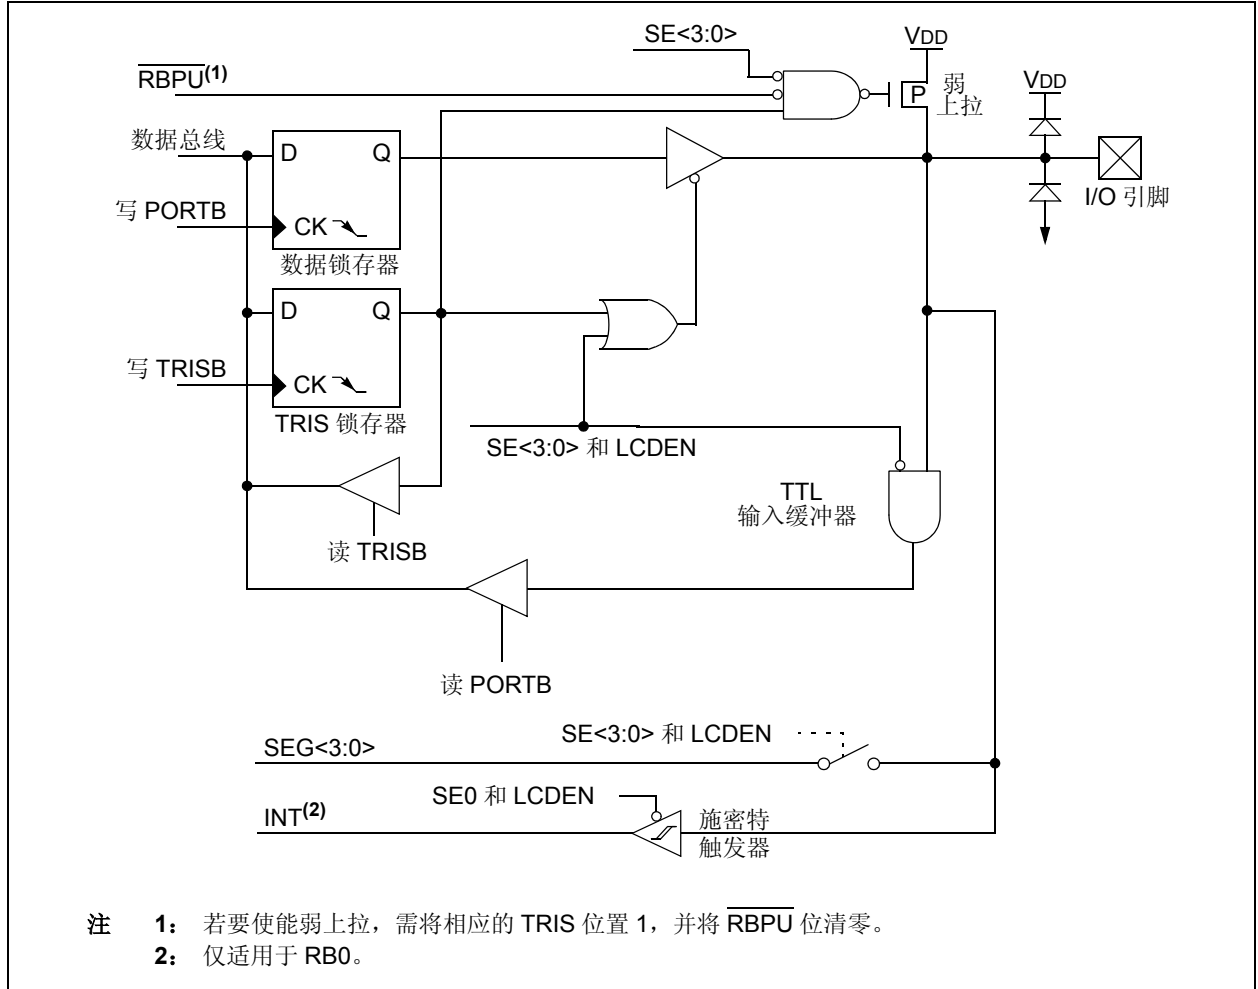 SE<3:0>
VDD
RBPU(1)
弱
上拉
P
VDD
数据总线
D
Q
写 PORTB
CK
I/O 引脚
数据锁存器
D
Q
写 TRISB
CK
TRIS 锁存器
SE<3:0> 和 LCDEN
TTL
输入缓冲器
读 TRISB
读 PORTB
SE<3:0> 和 LCDEN
SEG<3:0>
SE0 和 LCDEN
INT(2)
施密特
触发器
注 1： 若要使能弱上拉，需将相应的 TRIS 位置 1，并将 RBPU 位清零。
2： 仅适用于 RB0。